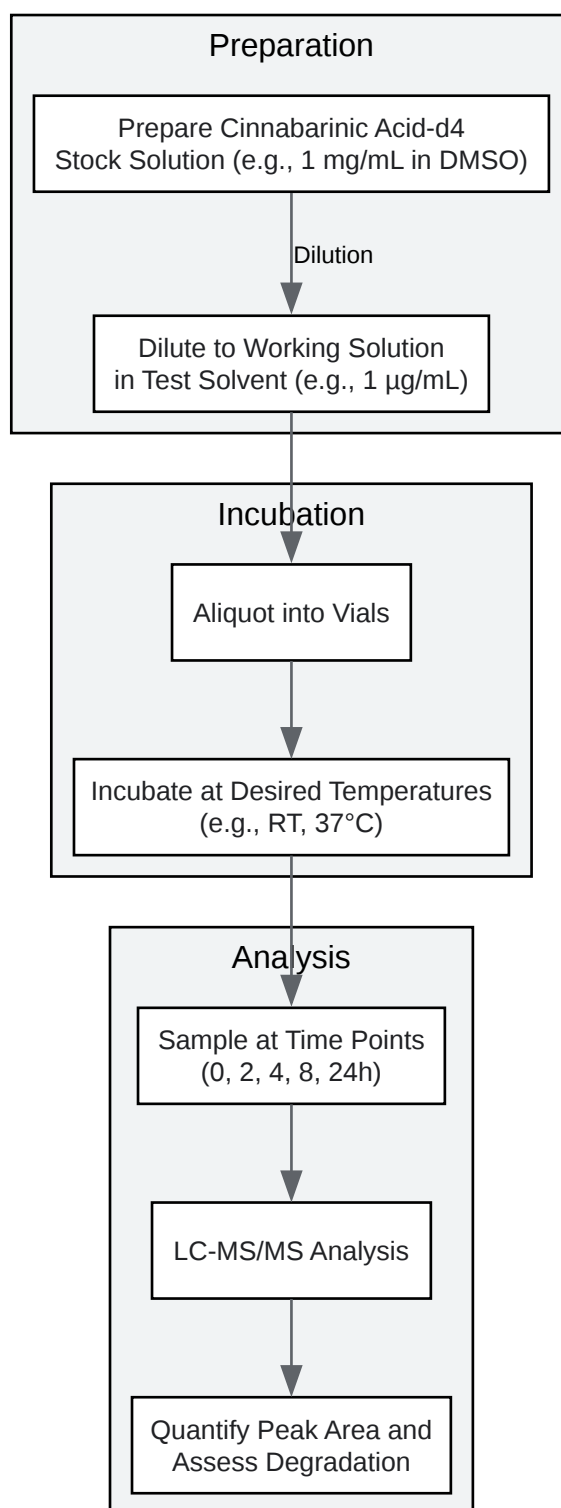 Preparation
Prepare Cinnabarinic Acid-d4
Stock Solution (e.g., 1 mg/mL in DMSO)
Dilution
Dilute to Working Solution
in Test Solvent (e.g., 1 µg/mL)
Incubation
Aliquot into Vials
Incubate at Desired Temperatures
(e.g., RT, 37°C)
Analysis
Sample at Time Points
(0, 2, 4, 8, 24h)
LC-MS/MS Analysis
Quantify Peak Area and
Assess Degradation